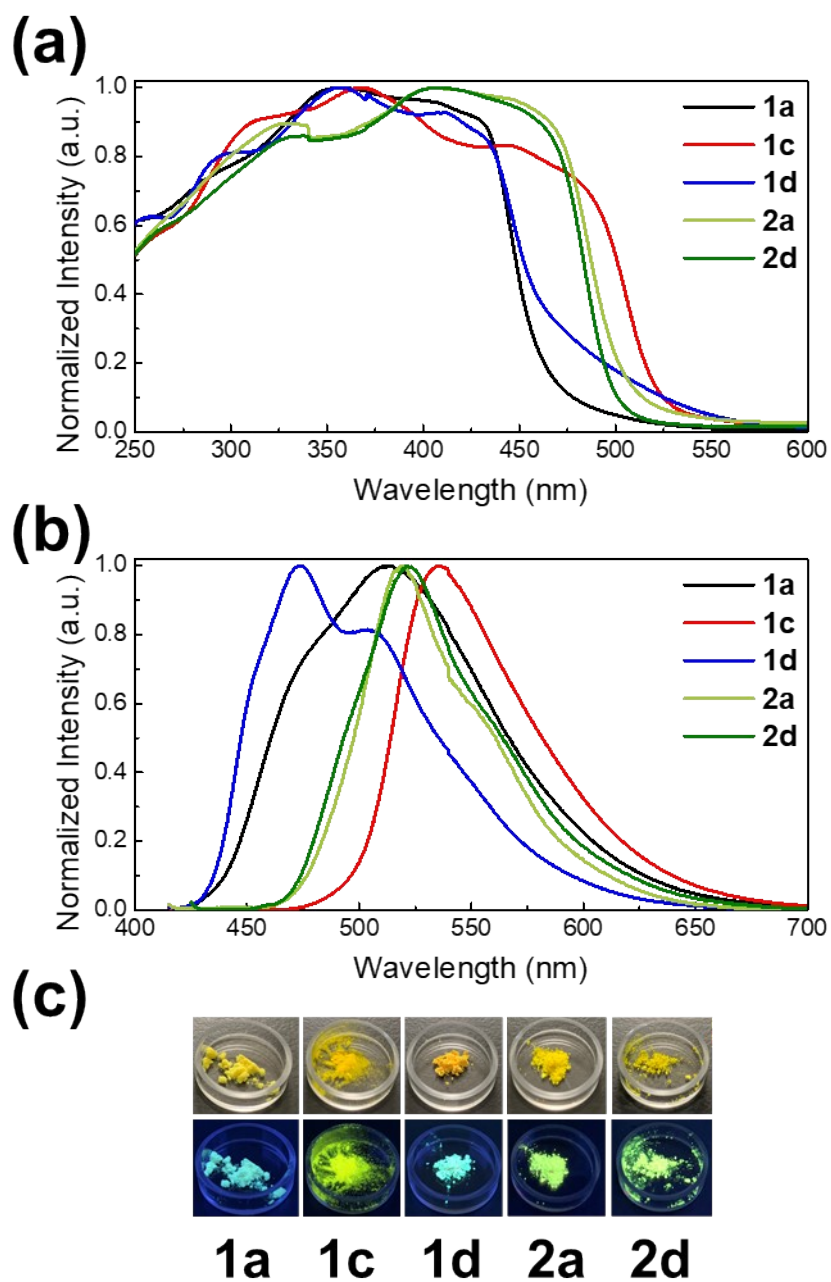 (a)
Normalized Intensity (a.u.)
1.0
0.8
0.6
0.4
0.2
0.0
250 300 350 400 450 500 550 600
Wavelength (nm)
1a
1c
1d
2a
2d
(b)
Normalized Intensity (a.u.)
1.0
0.8
0.6
0.4
0.2
0.0
400 450 500 550 600 650 700
Wavelength (nm)
1a
1c
1d
2a
2d
(c)
1a 1c 1d 2a 2d